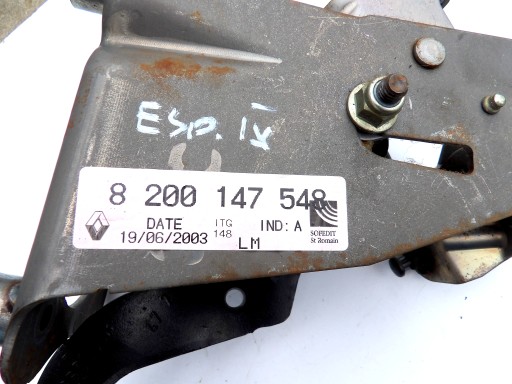 Esp. IV
8 200 147 548
DATE ITG IND: A
19/06/2003 148 LM
SOFEDIT
St Romain